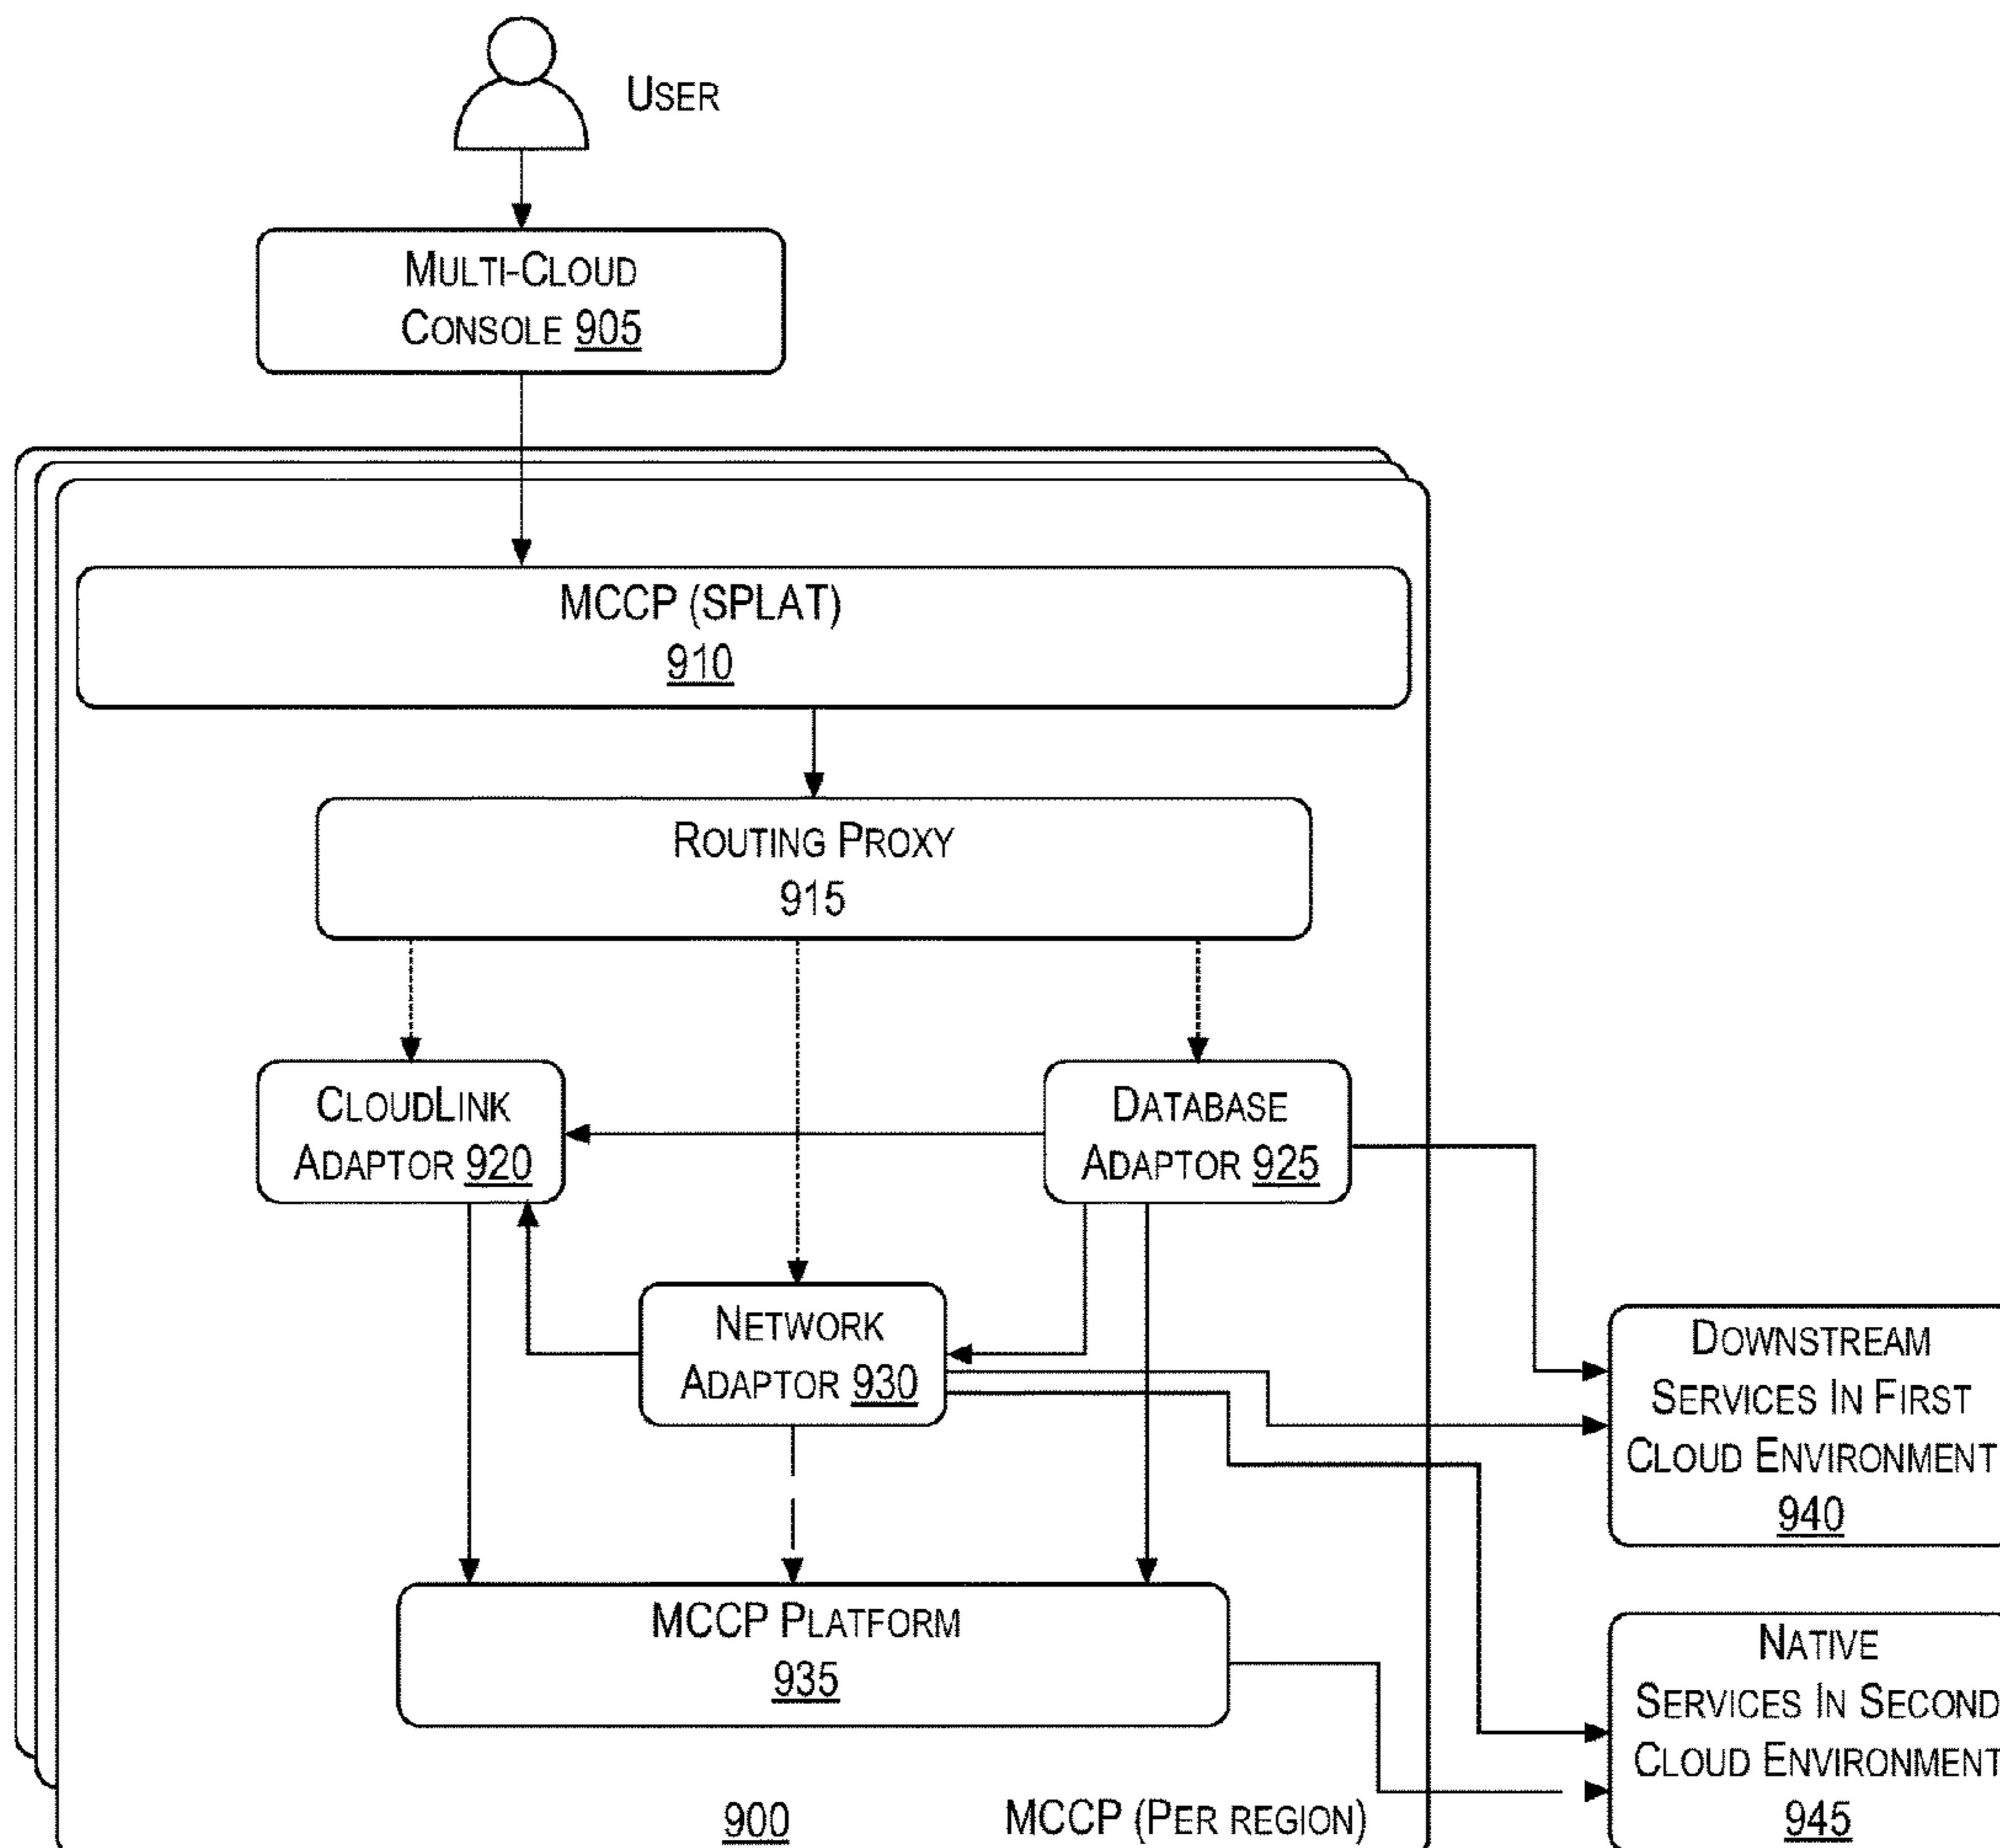 USER
MULTI-CLOUD
CONSOLE 905
MCCP (SPLAT)
910
ROUTING PROXY
915
CLOUDLINK
ADAPTOR 920
DATABASE
ADAPTOR 925
NETWORK
ADAPTOR 930
DOWNSTREAM
SERVICES IN FIRST
CLOUD ENVIRONMENT
940
MCCP PLATFORM
935
NATIVE
SERVICES IN SECOND
CLOUD ENVIRONMENT
945
900
MCCP (PER REGION)